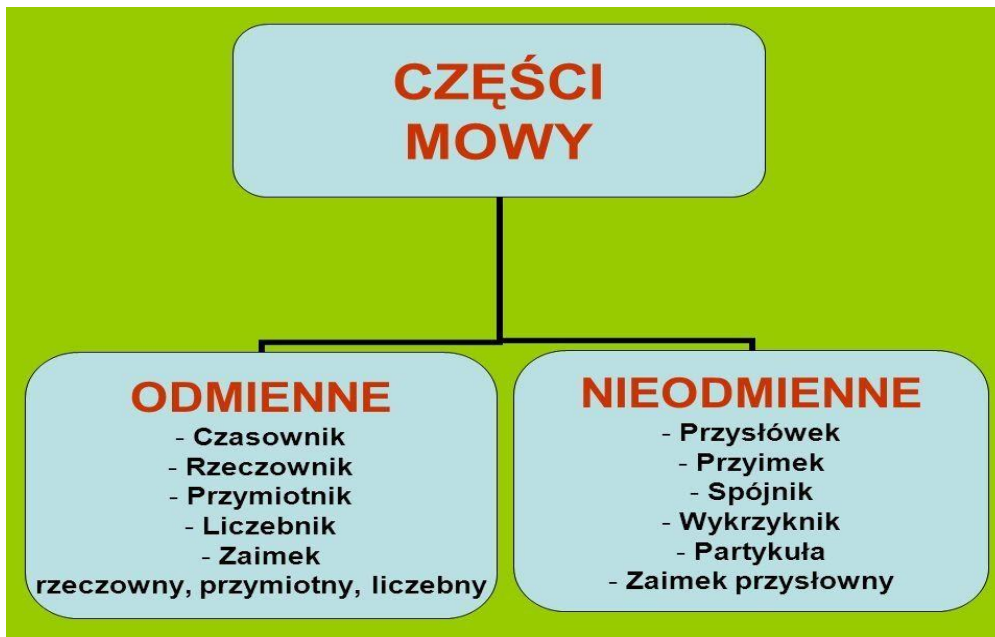 CZĘŚCI
MOWY
ODMIENNE
- Czasownik
- Rzeczownik
- Przymiotnik
- Liczebnik
- Zaimek
rzeczowny, przymiotny, liczebny
NIEODMIENNE
- Przysłówek
- Przyimek
- Spójnik
- Wykrzyknik
- Partykuła
- Zaimek przysłowny